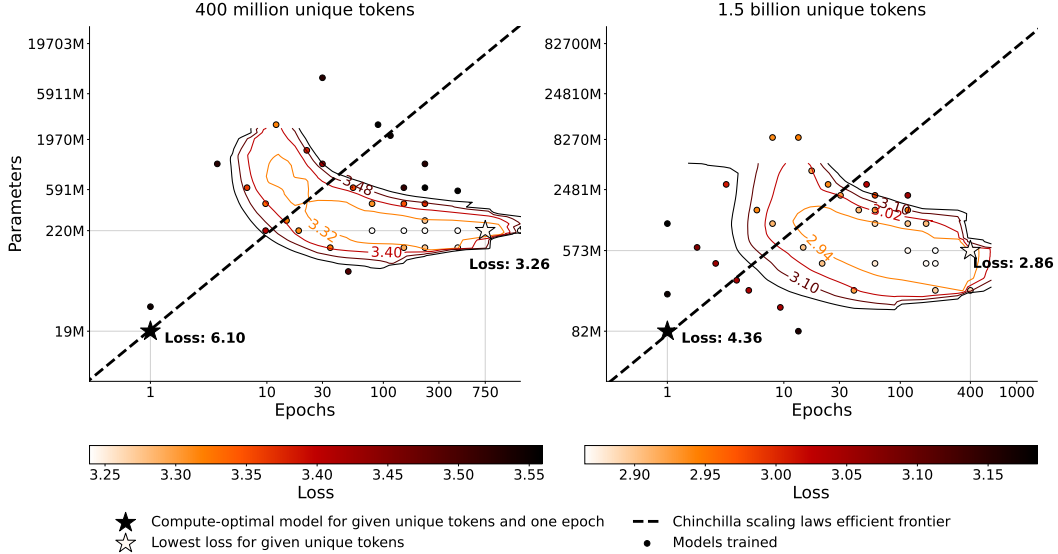 400 million unique tokens
1.5 billion unique tokens
Parameters
19703M
5911M
1970M
591M
220M
19M
3.48
3.32
3.40
Loss: 3.26
Loss: 6.10
1
10
30
100
300
750
Epochs
82700M
24810M
8270M
2481M
573M
82M
3.10
3.02
2.94
3.10
Loss: 2.86
Loss: 4.36
1
10
30
100
400
1000
Epochs
3.25
3.30
3.35
3.40
3.45
3.50
3.55
Loss
2.90
2.95
3.00
3.05
3.10
3.15
Loss
Compute-optimal model for given unique tokens and one epoch
Lowest loss for given unique tokens
Chinchilla scaling laws efficient frontier
Models trained